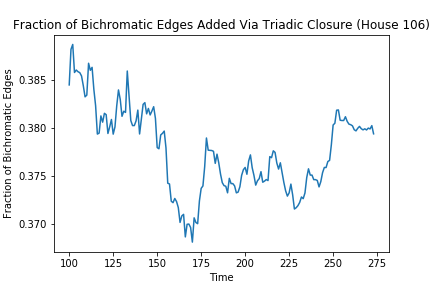 Fraction of Bichromatic Edges Added Via Triadic Closure (House 106)
Fraction of Bichromatic Edges
0.385
0.380
0.375
0.370
100 125 150 175 200 225 250 275
Time